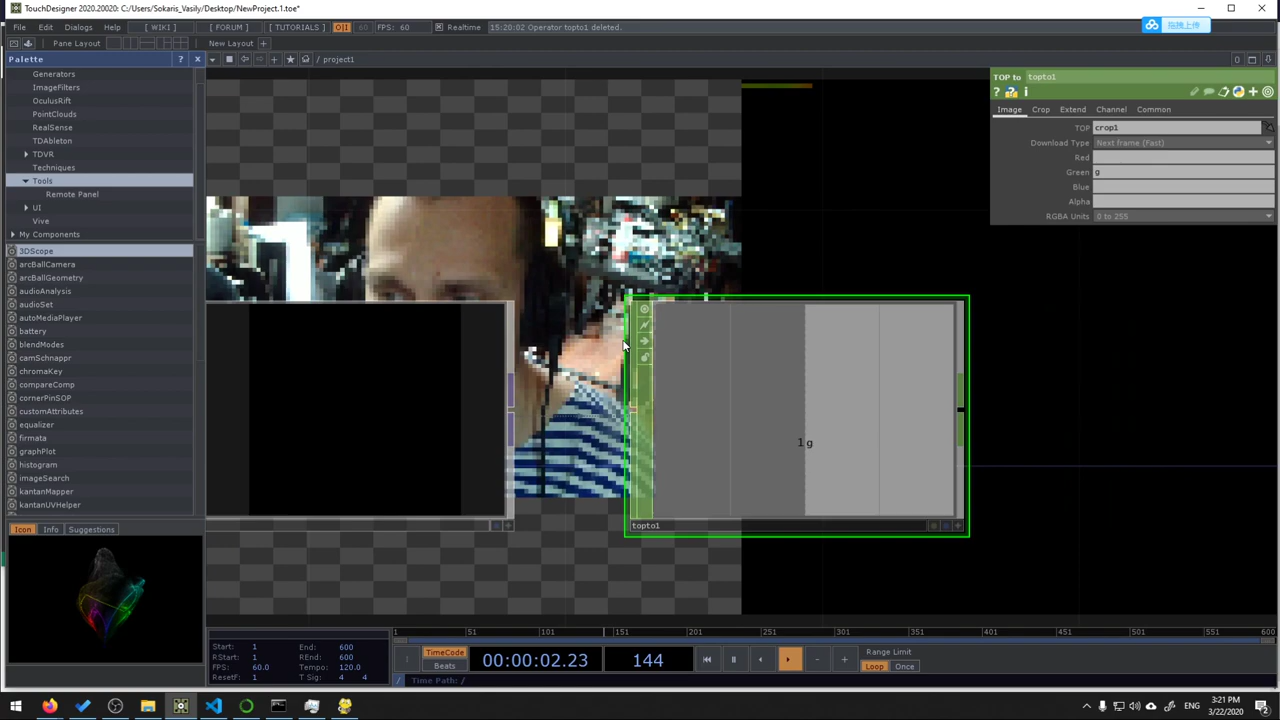 TouchDesigner 2020.20020: C:/Users/Sokaris_Vasily/Desktop/NewProject.1.toe*
File Edit Dialogs Help [ WIKI ] [ FORUM ] [ TUTORIALS ] O|I 60 FPS: 60 Realtime 15:20:02 Operator topto1 deleted.
拖拽上传
Pane Layout New Layout +
Palette ? x / project1
Generators
ImageFilters
OculusRift
PointClouds
RealSense
TDAbleton
TDVR
Techniques
Tools
Remote Panel
UI
Vive
My Components
3DScope
arcBallCamera
arcBallGeometry
audioAnalysis
audioSet
autoMediaPlayer
battery
blendModes
camSchnappr
chromaKey
compareComp
cornerPinSOP
customAttributes
equalizer
firmata
graphPlot
histogram
imageSearch
kantanMapper
kantanUVHelper
Icon Info Suggestions
TOP to topto1
Image Crop Extend Channel Common
TOP crop1
Download Type Next frame (Fast)
Red
Green g
Blue
Alpha
RGBA Units 0 to 255
1 g
topto1
1 51 101 151 201 251 301 351 401 451 501 551 600
Start: 1 End: 600
RStart: 1 REnd: 600
FPS: 60.0 Tempo: 120.0
ResetF: 1 T Sig: 4 4
TimeCode
Beats
00:00:02.23 144
Range Limit
Loop Once
/ Time Path: /
ENG
3:21 PM
3/22/2020
2